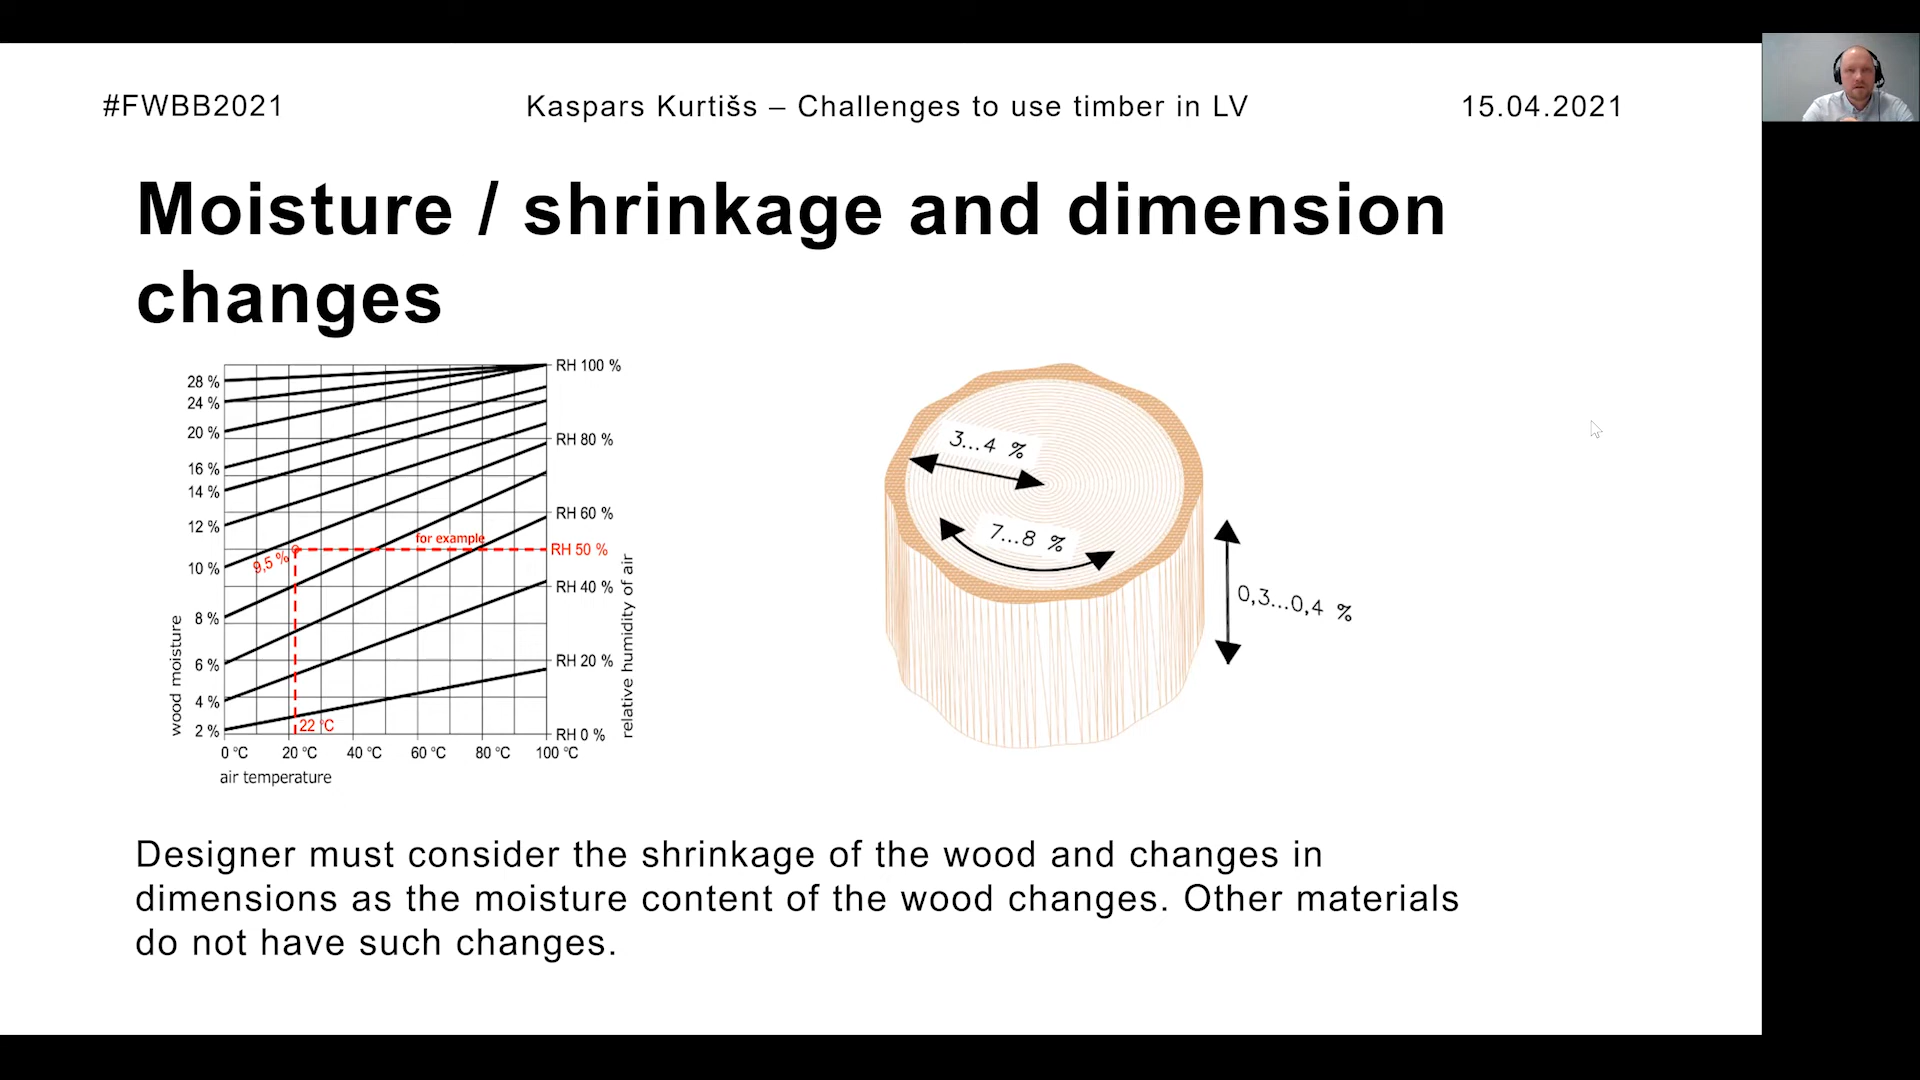 #FWBB2021
Kaspars Kurtišs – Challenges to use timber in LV
15.04.2021
Moisture / shrinkage and dimension
changes
28 %
24 %
20 %
16 %
14 %
12 %
10 %
8 %
6 %
4 %
2 %
wood moisture
RH 100 %
RH 80 %
RH 60 %
RH 50 %
RH 40 %
RH 20 %
RH 0 %
relative humidity of air
for example
9,5 %
22 °C
0 °C
20 °C
40 °C
60 °C
80 °C
100 °C
air temperature
3...4 %
7...8 %
0,3...0,4 %
Designer must consider the shrinkage of the wood and changes in
dimensions as the moisture content of the wood changes. Other materials
do not have such changes.